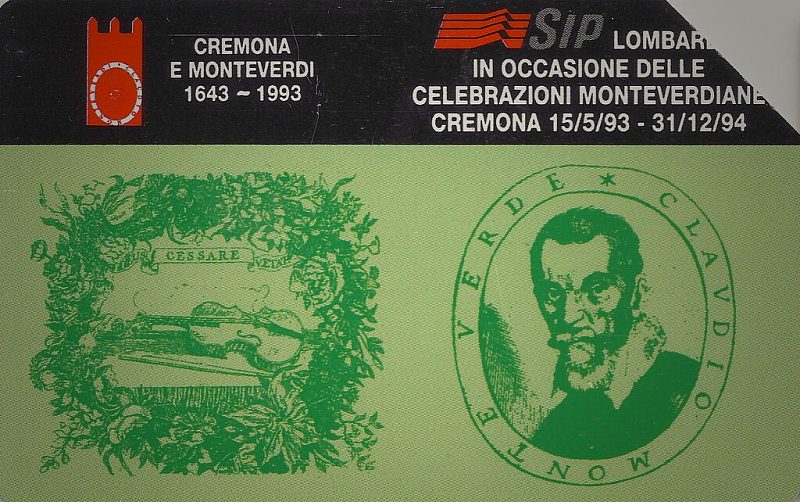 CREMONA
E MONTEVERDI
1643 ~ 1993
SIP
IN OCCASIONE DELLE
CELEBRAZIONI MONTEVERDIANE
CREMONA 15/5/93 - 31/12/94
CESSARE
CLAVDIO MONTE VERDE